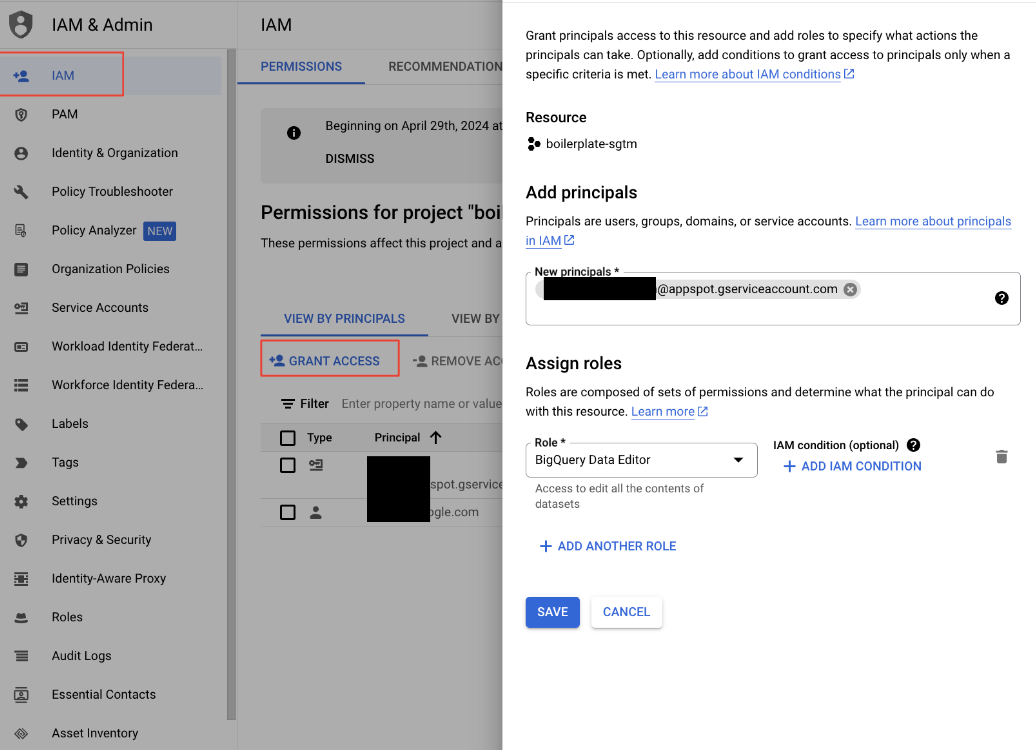 IAM & Admin
IAM
PAM
Identity & Organization
Policy Troubleshooter
Policy Analyzer NEW
Organization Policies
Service Accounts
Workload Identity Federat...
Workforce Identity Federa...
Labels
Tags
Settings
Privacy & Security
Identity-Aware Proxy
Roles
Audit Logs
Essential Contacts
Asset Inventory
IAM
PERMISSIONS RECOMMENDATION
Beginning on April 29th, 2024 at
DISMISS
Permissions for project "boi
These permissions affect this project and a
VIEW BY PRINCIPALS VIEW BY
GRANT ACCESS REMOVE ACC
Filter Enter property name or value
Type Principal
spot.gservice
ogle.com
Grant principals access to this resource and add roles to specify what actions the
principals can take. Optionally, add conditions to grant access to principals only when a
specific criteria is met. Learn more about IAM conditions
Resource
boilerplate-sgtm
Add principals
Principals are users, groups, domains, or service accounts. Learn more about principals
in IAM
New principals *
@appspot.gserviceaccount.com
Assign roles
Roles are composed of sets of permissions and determine what the principal can do
with this resource. Learn more
Role *
BigQuery Data Editor
IAM condition (optional)
+ ADD IAM CONDITION
Access to edit all the contents of
datasets
+ ADD ANOTHER ROLE
SAVE CANCEL